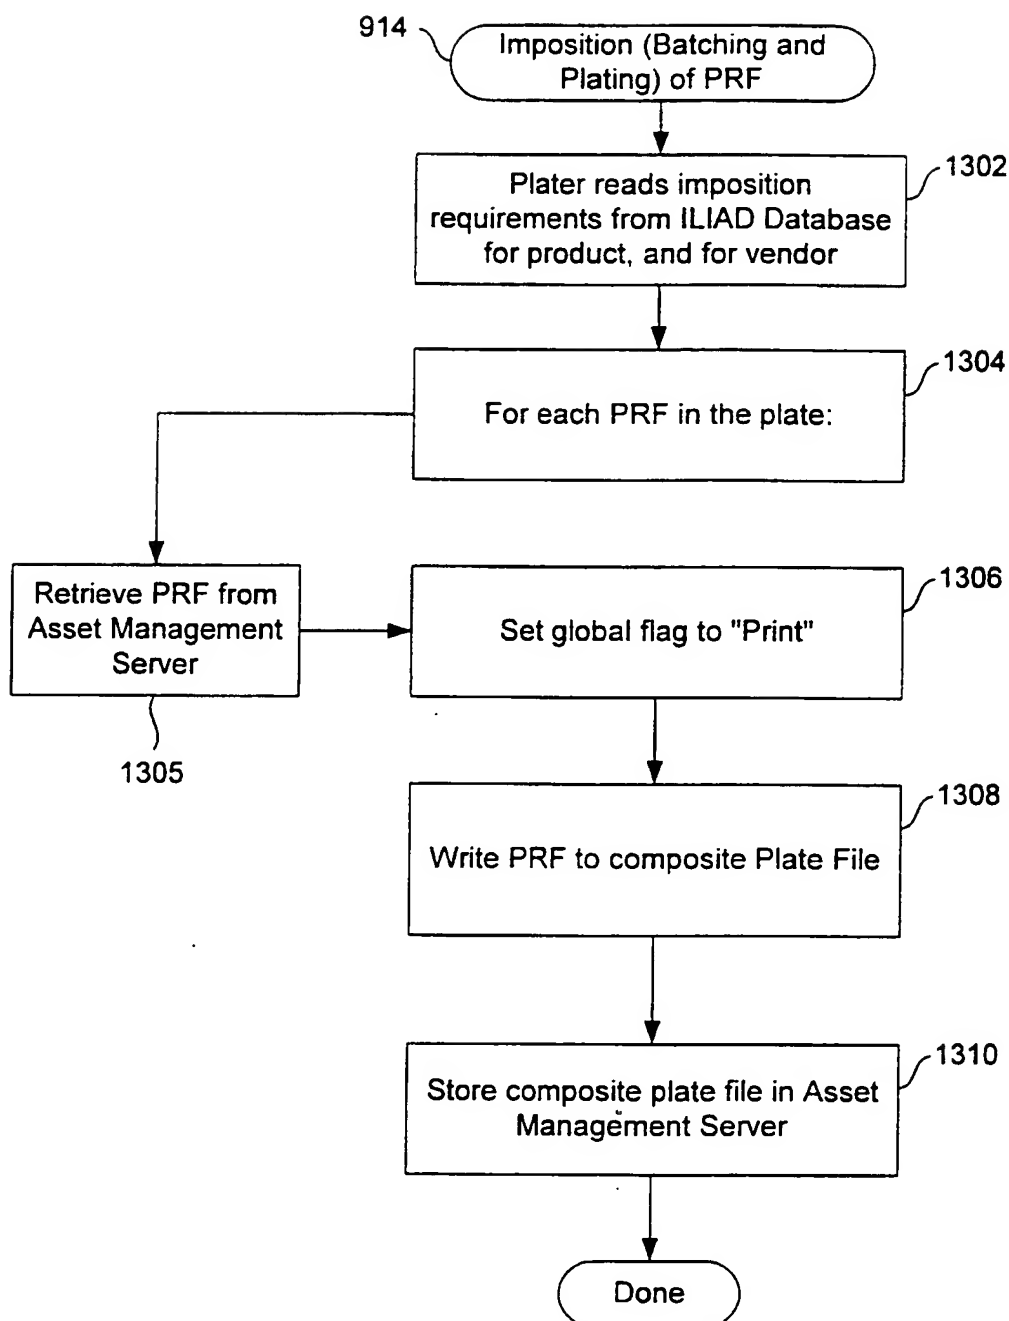 914
Imposition (Batching and
Plating) of PRF
1302
Plater reads imposition
requirements from ILIAD Database
for product, and for vendor
1304
For each PRF in the plate:
Retrieve PRF from
Asset Management
Server
1305
1306
Set global flag to "Print"
1308
Write PRF to composite Plate File
1310
Store composite plate file in Asset
Management Server
Done